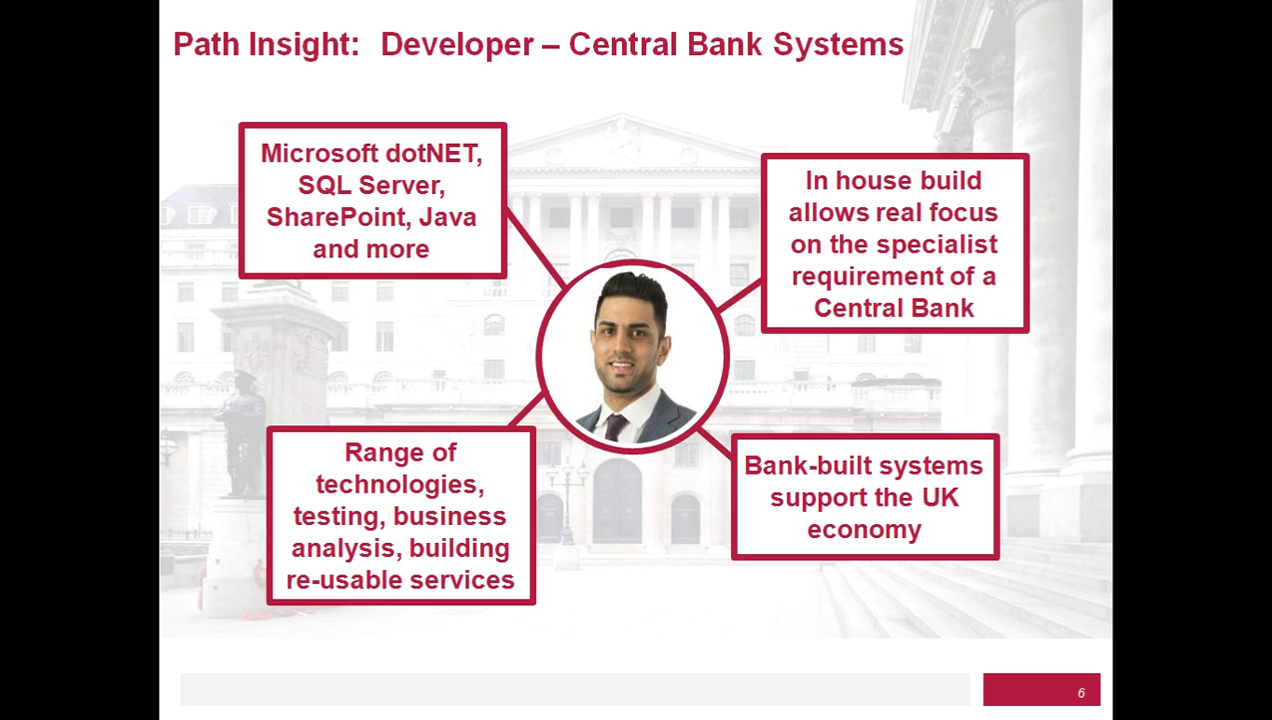 Path Insight: Developer – Central Bank Systems
Microsoft dotNET,
SQL Server,
SharePoint, Java
and more
In house build
allows real focus
on the specialist
requirement of a
Central Bank
Range of
technologies,
testing, business
analysis, building
re-usable services
Bank-built systems
support the UK
economy
6